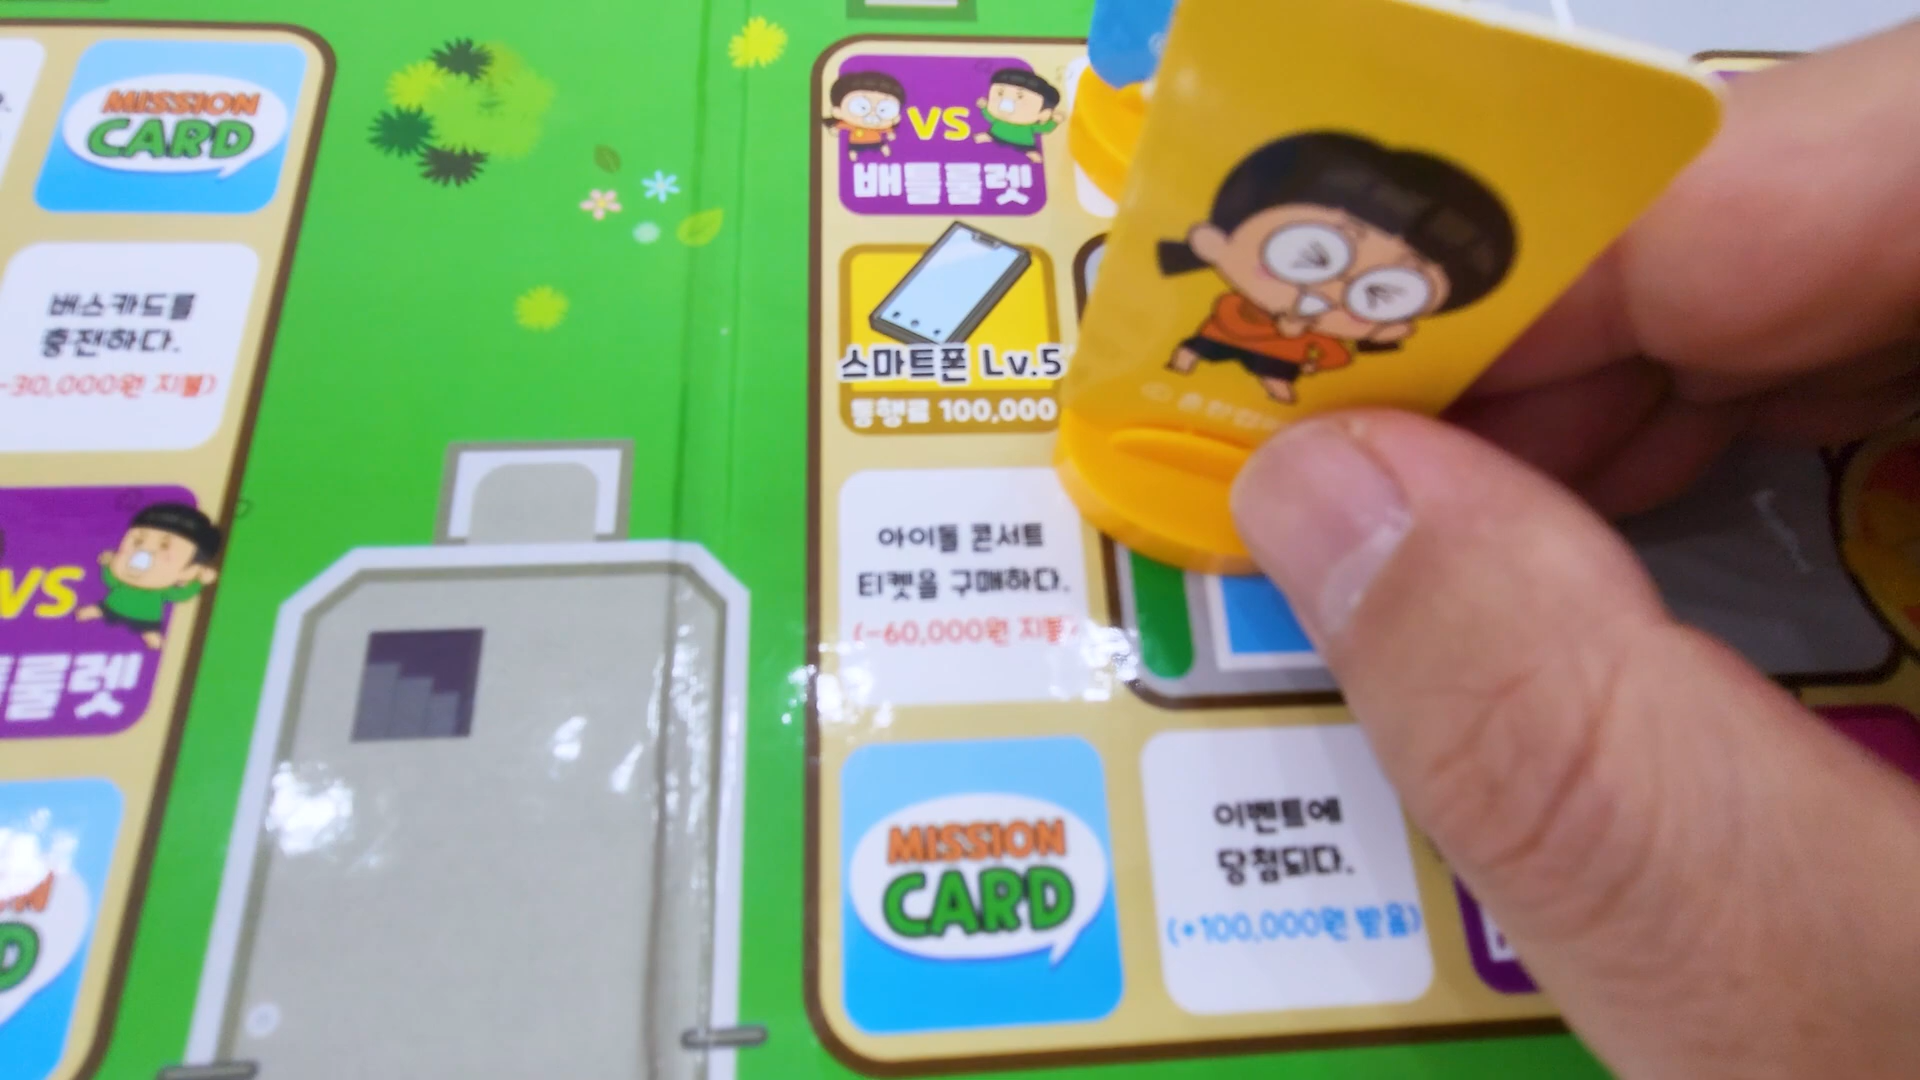 MISSION
CARD
버스카드를
충전하다.
-30,000원 지불)
VS
룰렛
VS
배틀룰렛
스마트폰 Lv.5
통행료 100,000
아이돌 콘서트
티켓을 구매하다.
(-60,000원 지불)
MISSION
CARD
이벤트에
당첨되다.
(+100,000원 받음)